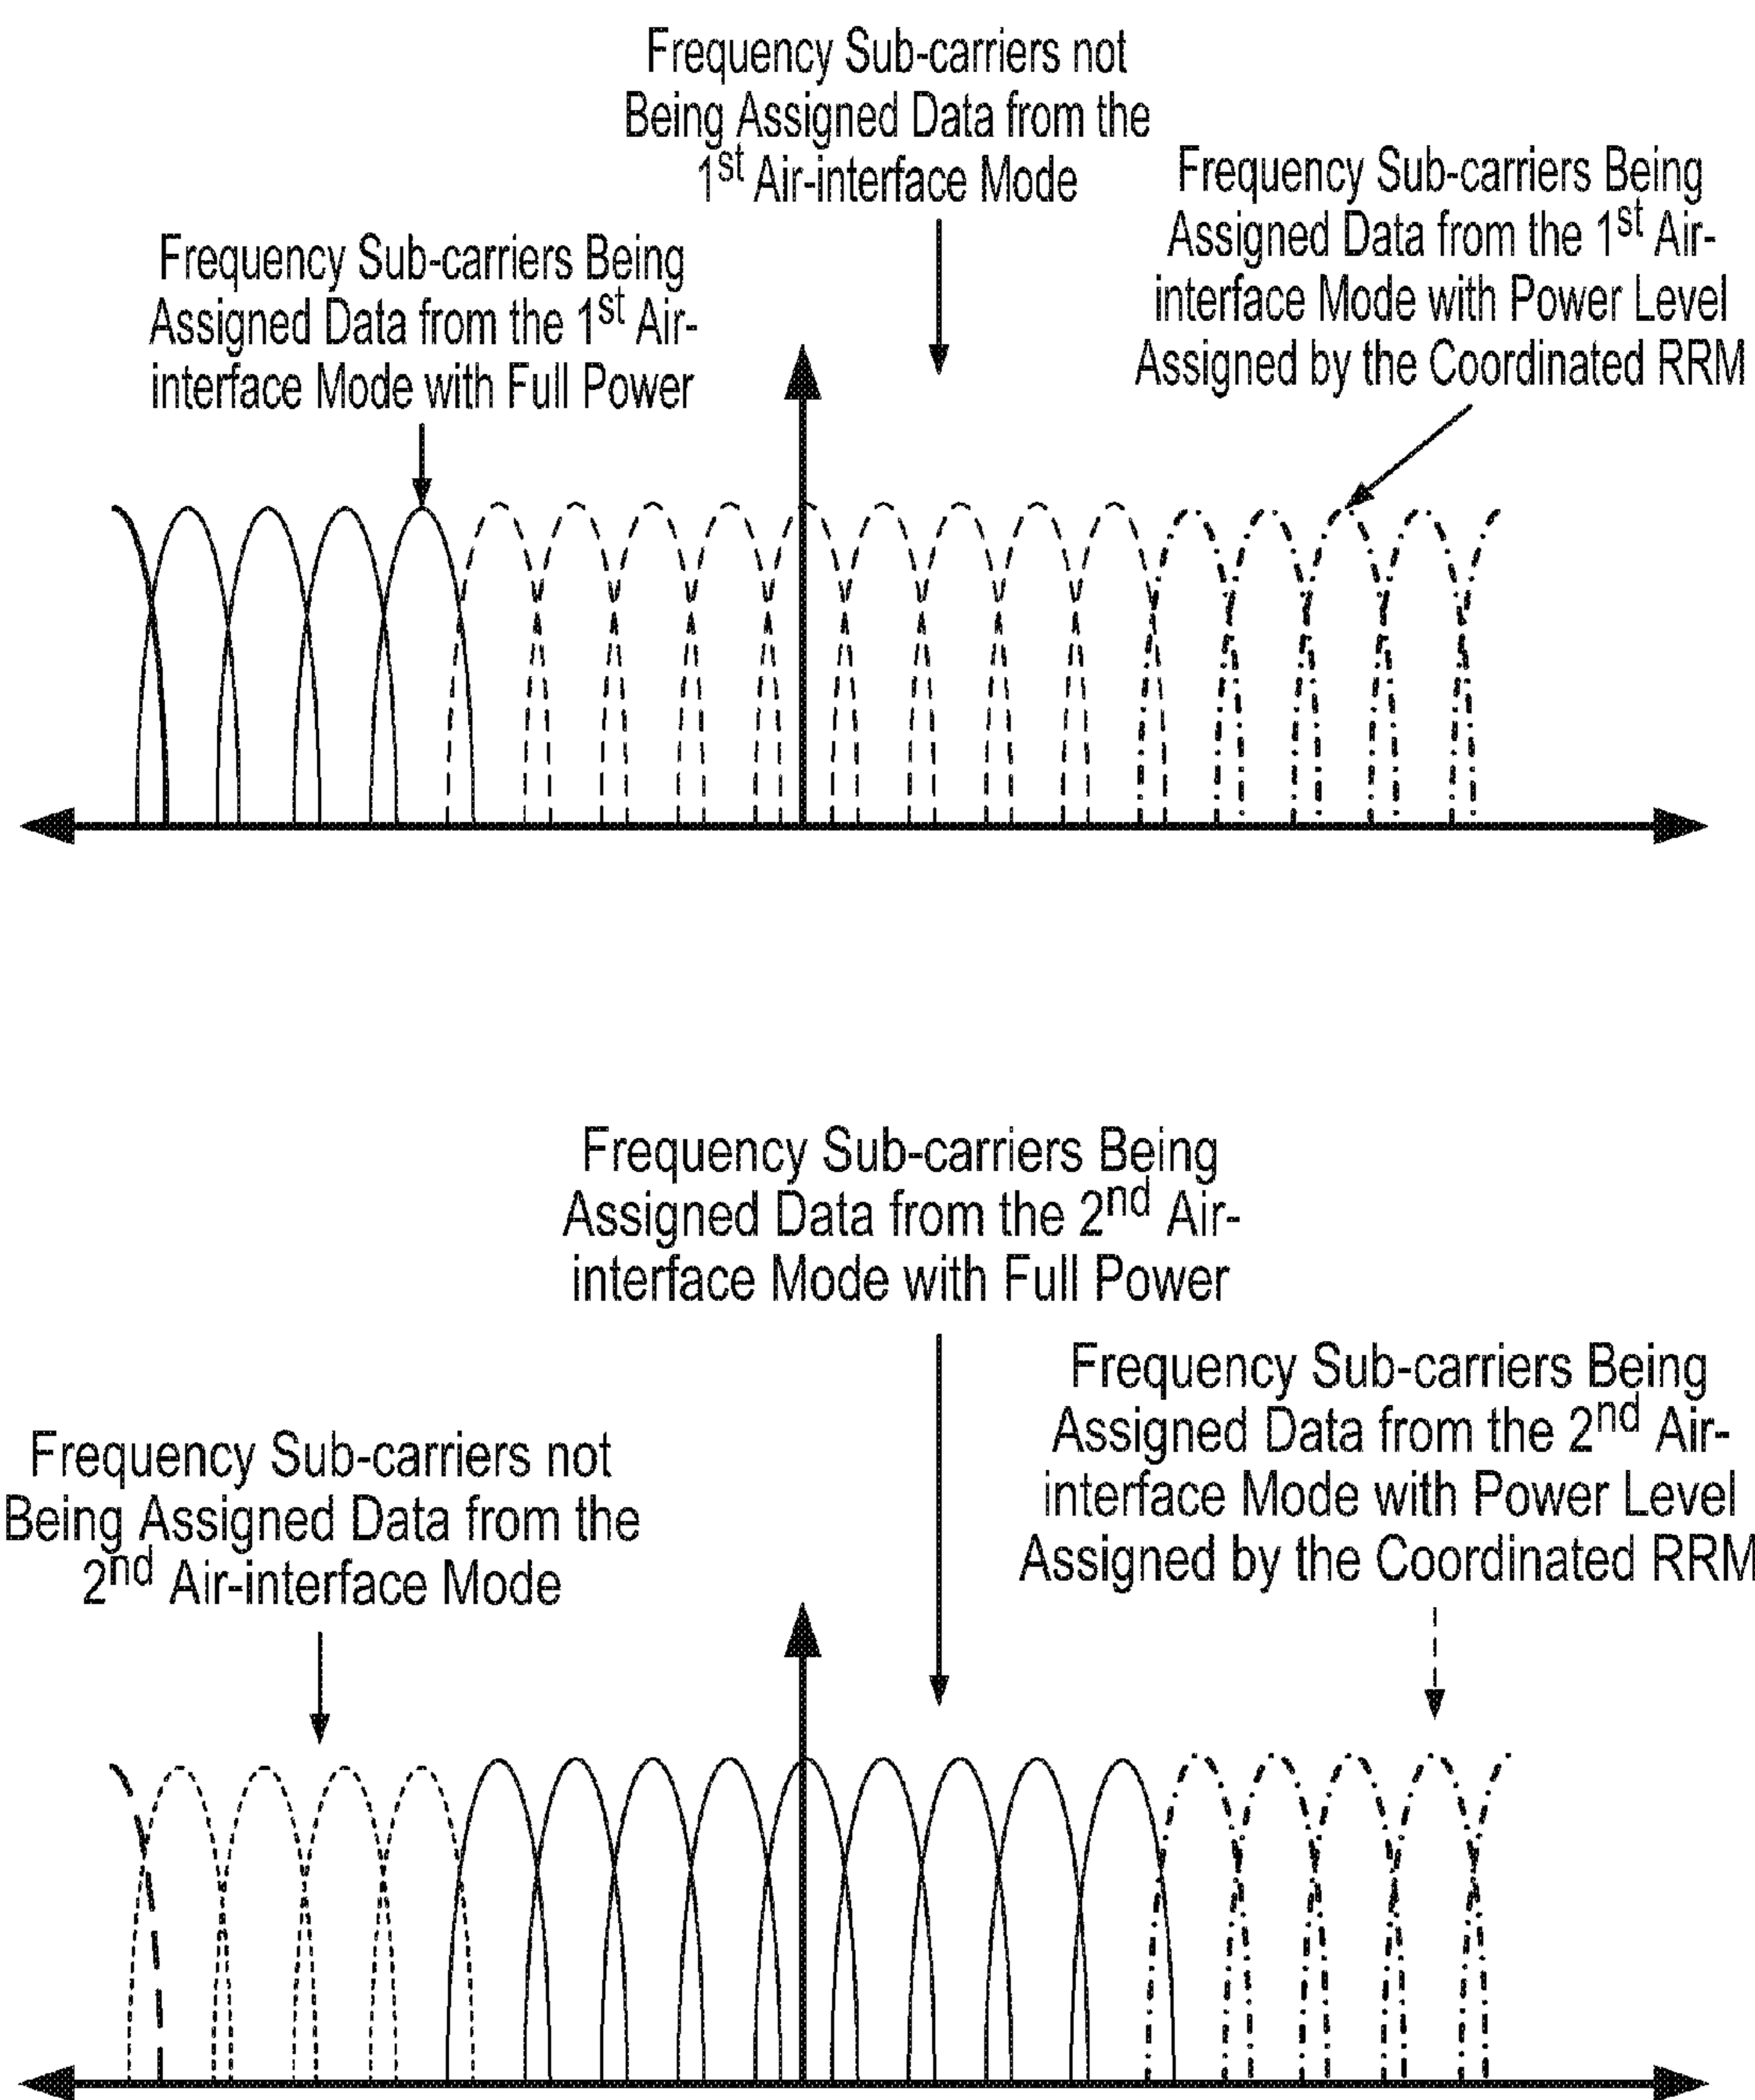 Frequency Sub-carriers not
Being Assigned Data from the
1st Air-interface Mode
Frequency Sub-carriers Being
Assigned Data from the 1st Air-
interface Mode with Power Level
Assigned by the Coordinated RRM
Frequency Sub-carriers Being
Assigned Data from the 1st Air-
interface Mode with Full Power
Frequency Sub-carriers Being
Assigned Data from the 2nd Air-
interface Mode with Full Power
Frequency Sub-carriers Being
Assigned Data from the 2nd Air-
interface Mode with Power Level
Assigned by the Coordinated RRM
Frequency Sub-carriers not
Being Assigned Data from the
2nd Air-interface Mode